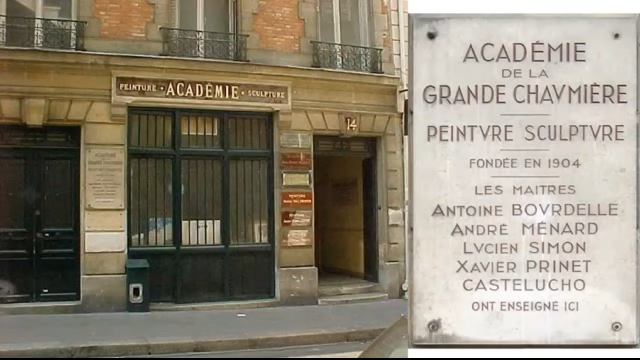 PEINTURE · ACADÉMIE · SCULPTURE
14
ACADÉMIE
DE LA
GRANDE CHAVMIÈRE
PEINTVRE SCVLPTVRE
FONDÉE EN 1904
LES MAITRES
ANTOINE BOVRDELLE
ANDRÉ MÉNARD
LVCIEN SIMON
XAVIER PRINET
CASTELUCHO
ONT ENSEIGNÉ ICI